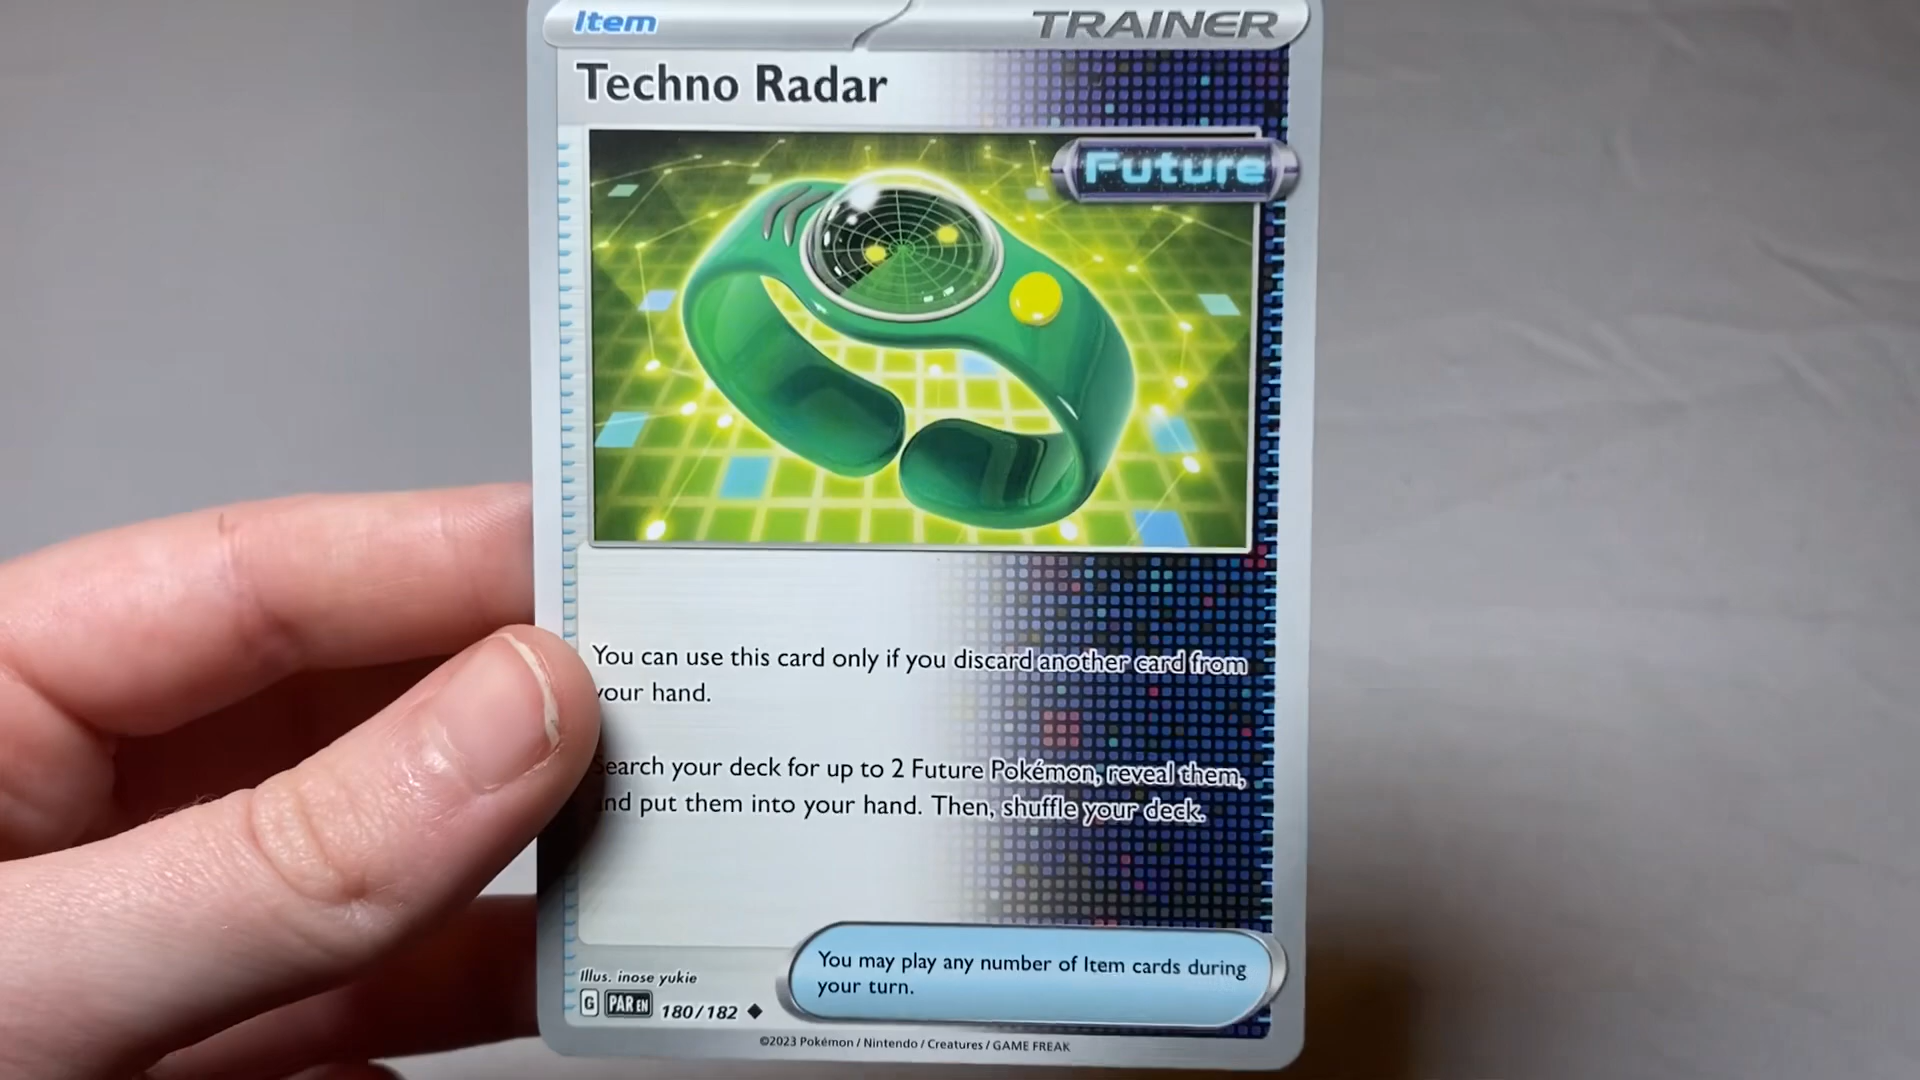 Item
TRAINER
Techno Radar
Future
You can use this card only if you discard another card from
your hand.
Search your deck for up to 2 Future Pokémon, reveal them,
and put them into your hand. Then, shuffle your deck.
You may play any number of Item cards during
your turn.
Illus. inose yukie
G PAR EN 180/182
©2023 Pokémon / Nintendo / Creatures / GAME FREAK